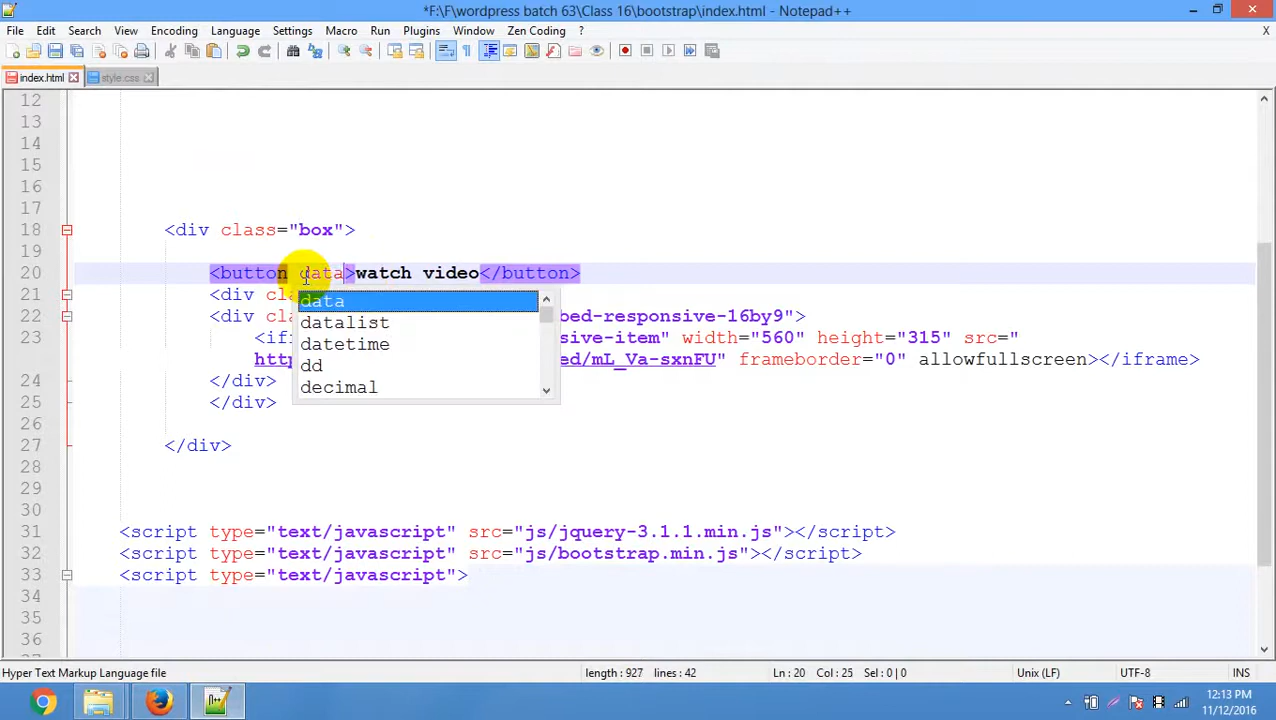 *F:\F\wordpress batch 63\Class 16\bootstrap\index.html - Notepad++
File Edit Search View Encoding Language Settings Macro Run Plugins Window Zen Coding ? X
index.html style.css
12
13
14
15
16
17
18 <div class="box">
19
20 <button data>watch video</button>
data
datalist
datetime
dd
decimal
21 <div cla
22 <div cla bed-responsive-16by9">
23 <ifr sive-item" width="560" height="315" src="
http ed/mL_Va-sxnFU" frameborder="0" allowfullscreen></iframe>
24 </div>
25 </div>
26
27 </div>
28
29
30
31 <script type="text/javascript" src="js/jquery-3.1.1.min.js"></script>
32 <script type="text/javascript" src="js/bootstrap.min.js"></script>
33 <script type="text/javascript">
34
35
36
Hyper Text Markup Language file length : 927 lines : 42 Ln : 20 Col : 25 Sel : 0 | 0 Unix (LF) UTF-8 INS
12:13 PM
11/12/2016